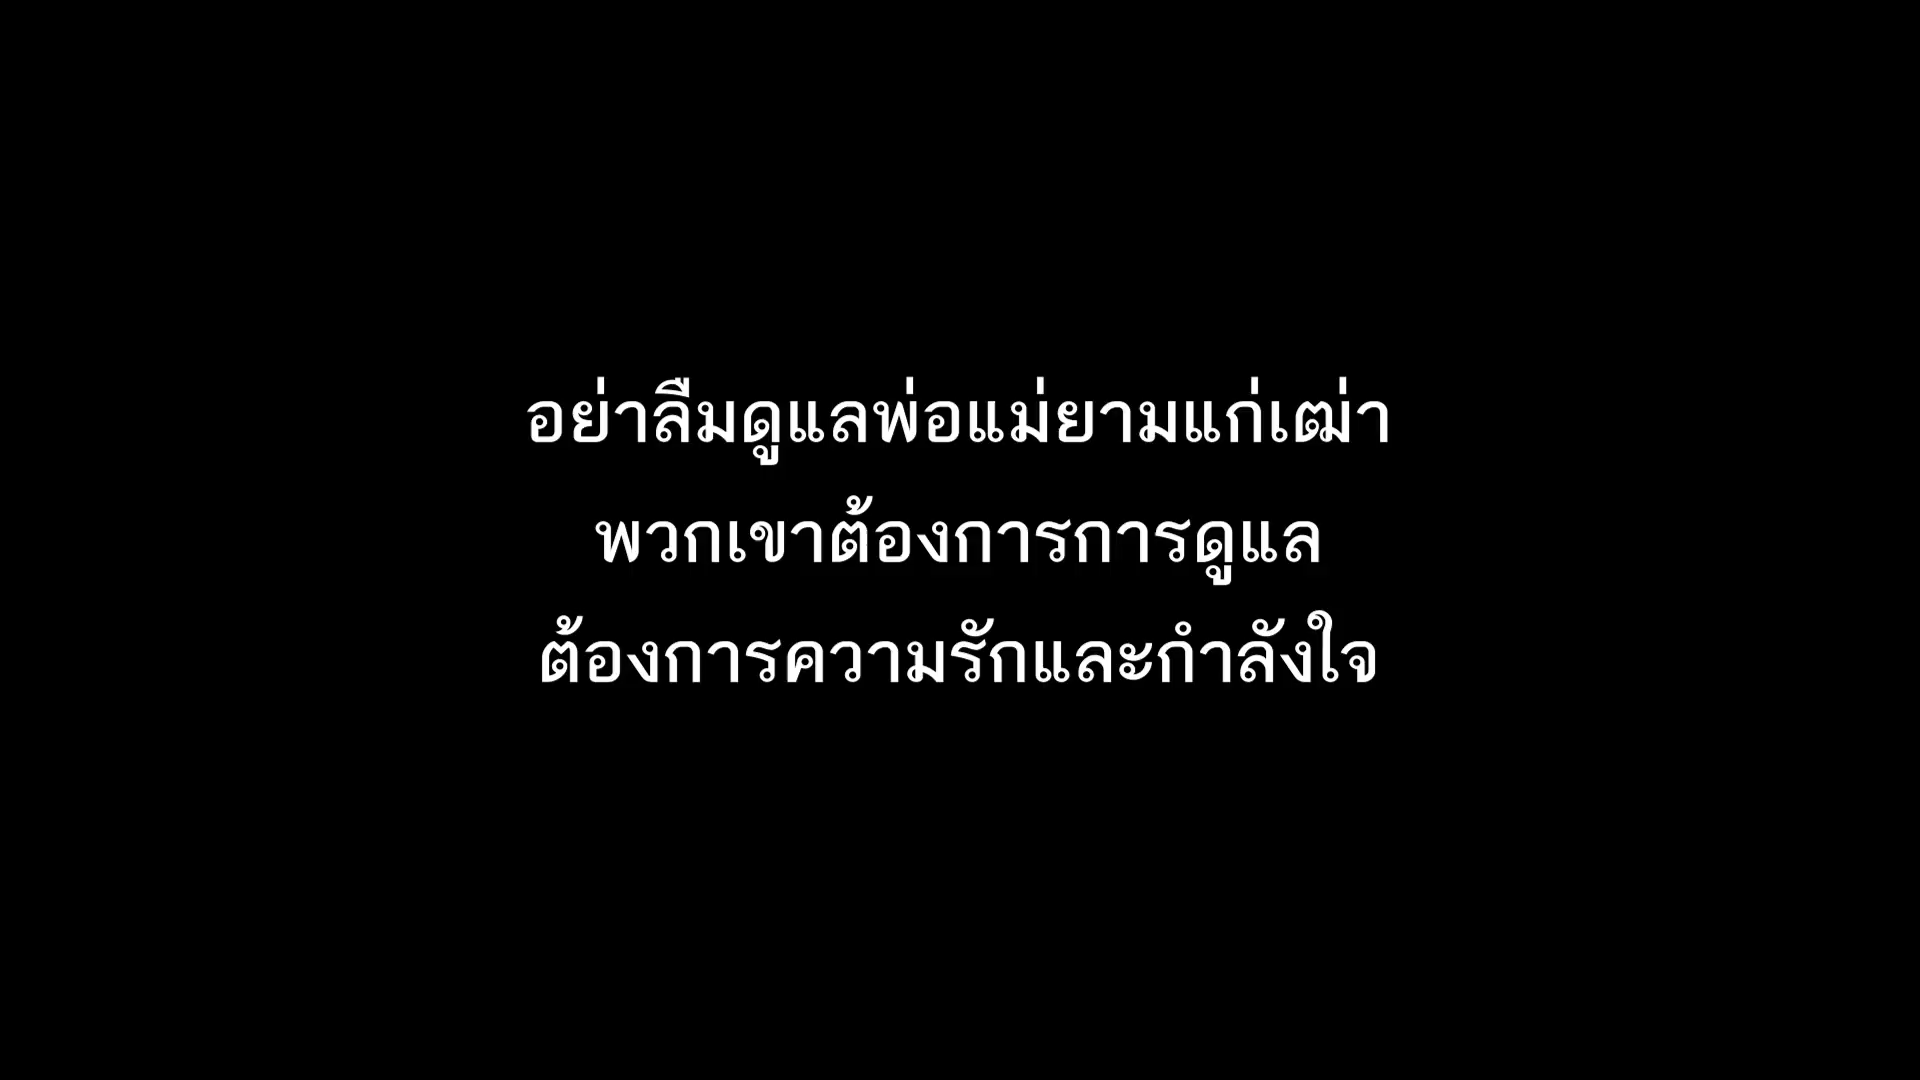 อย่าลืมดูแลพ่อแม่ยามแก่เฒ่า
พวกเขาต้องการการดูแล
ต้องการความรักและกำลังใจ